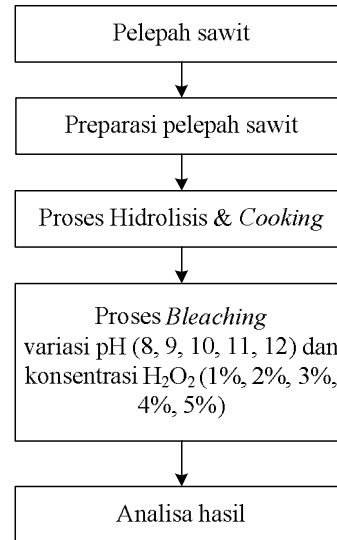 Pelepah sawit
Preparasi pelepah sawit
Proses Hidrolisis & Cooking
Proses Bleaching
variasi pH (8, 9, 10, 11, 12) dan
konsentrasi H₂O₂ (1%, 2%, 3%,
4%, 5%)
Analisa hasil